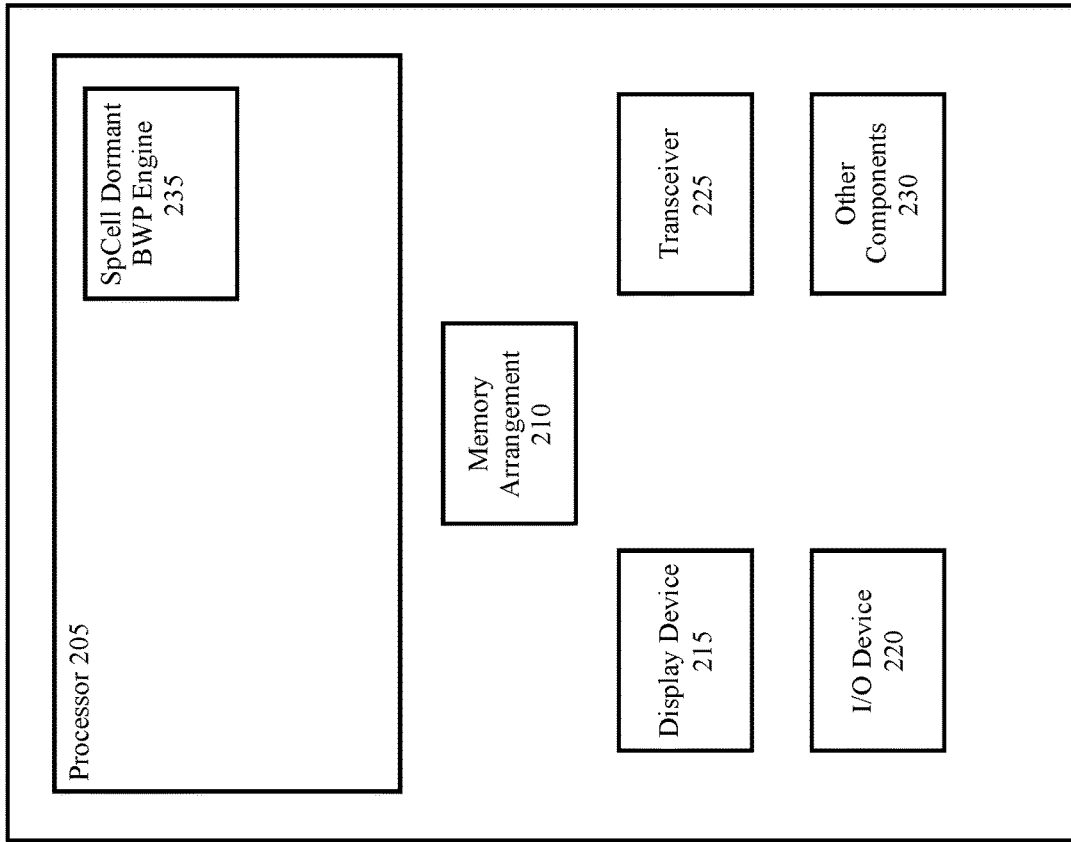 Processor 205
SpCell Dormant
BWP Engine
235
Memory
Arrangement
210
Display Device
215
Transceiver
225
I/O Device
220
Other
Components
230